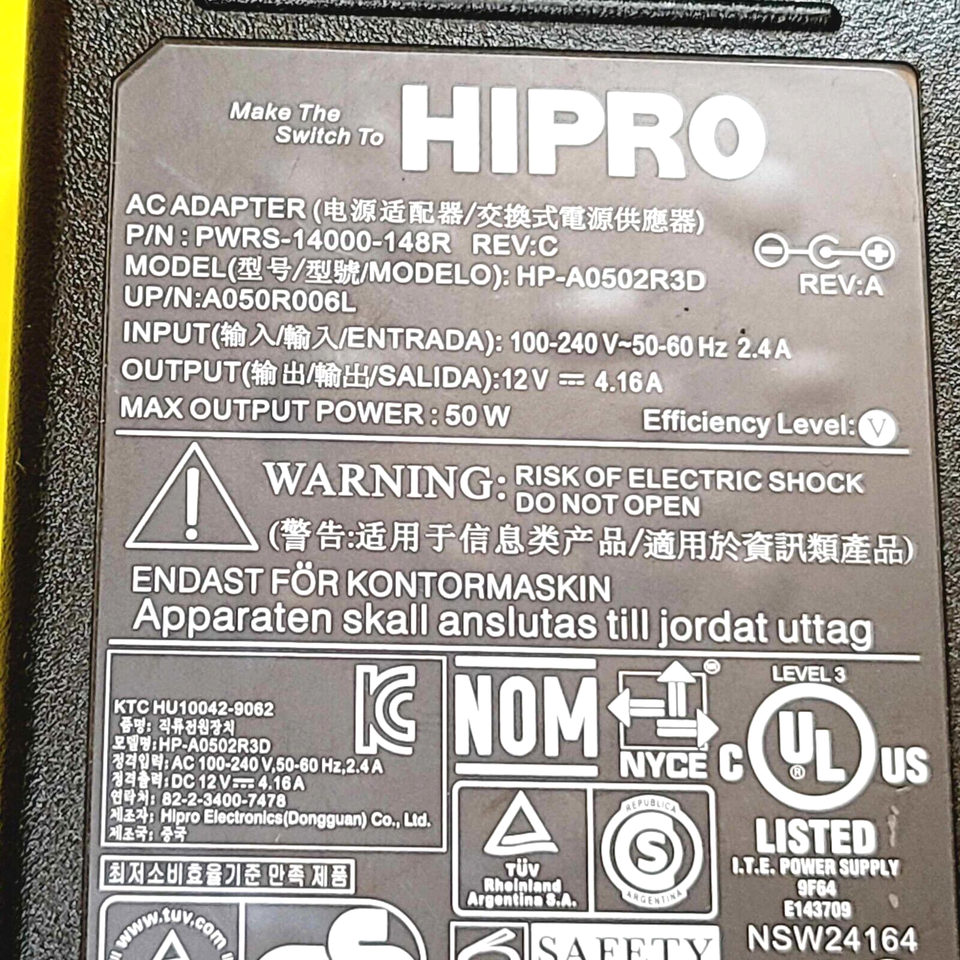 Make The
Switch To HIPRO
AC ADAPTER (电源适配器/交換式電源供應器)
P/N : PWRS-14000-148R REV:C
MODEL(型号/型號/MODELO): HP-A0502R3D
REV:A
UP/N:A050R006L
INPUT(输入/輸入/ENTRADA): 100-240 V~50-60 Hz 2.4 A
OUTPUT(输出/輸出/SALIDA):12 V ⎓ 4.16 A
MAX OUTPUT POWER : 50 W
Efficiency Level: V
WARNING: RISK OF ELECTRIC SHOCK
DO NOT OPEN
(警告:适用于信息类产品/適用於資訊類產品)
ENDAST FÖR KONTORMASKIN
Apparaten skall anslutas till jordat uttag
KTC HU10042-9062
품명: 직류전원장치
모델명:HP-A0502R3D
정격입력: AC 100-240 V,50-60 Hz,2.4 A
정격출력: DC 12 V⎓ 4.16 A
연락처: 82-2-3400-7478
제조자: Hipro Electronics(Dongguan) Co., Ltd.
제조국: 중국
최저소비효율기준 만족 제품
NOM
NYCE
LEVEL 3
C UL US
®
LISTED
I.T.E. POWER SUPPLY
9F64
E143709
NSW24164
TÜV
Rheinland
Argentina S.A.
REPUBLICA
S
ARGENTINA
www.tuv.com
SAFETY